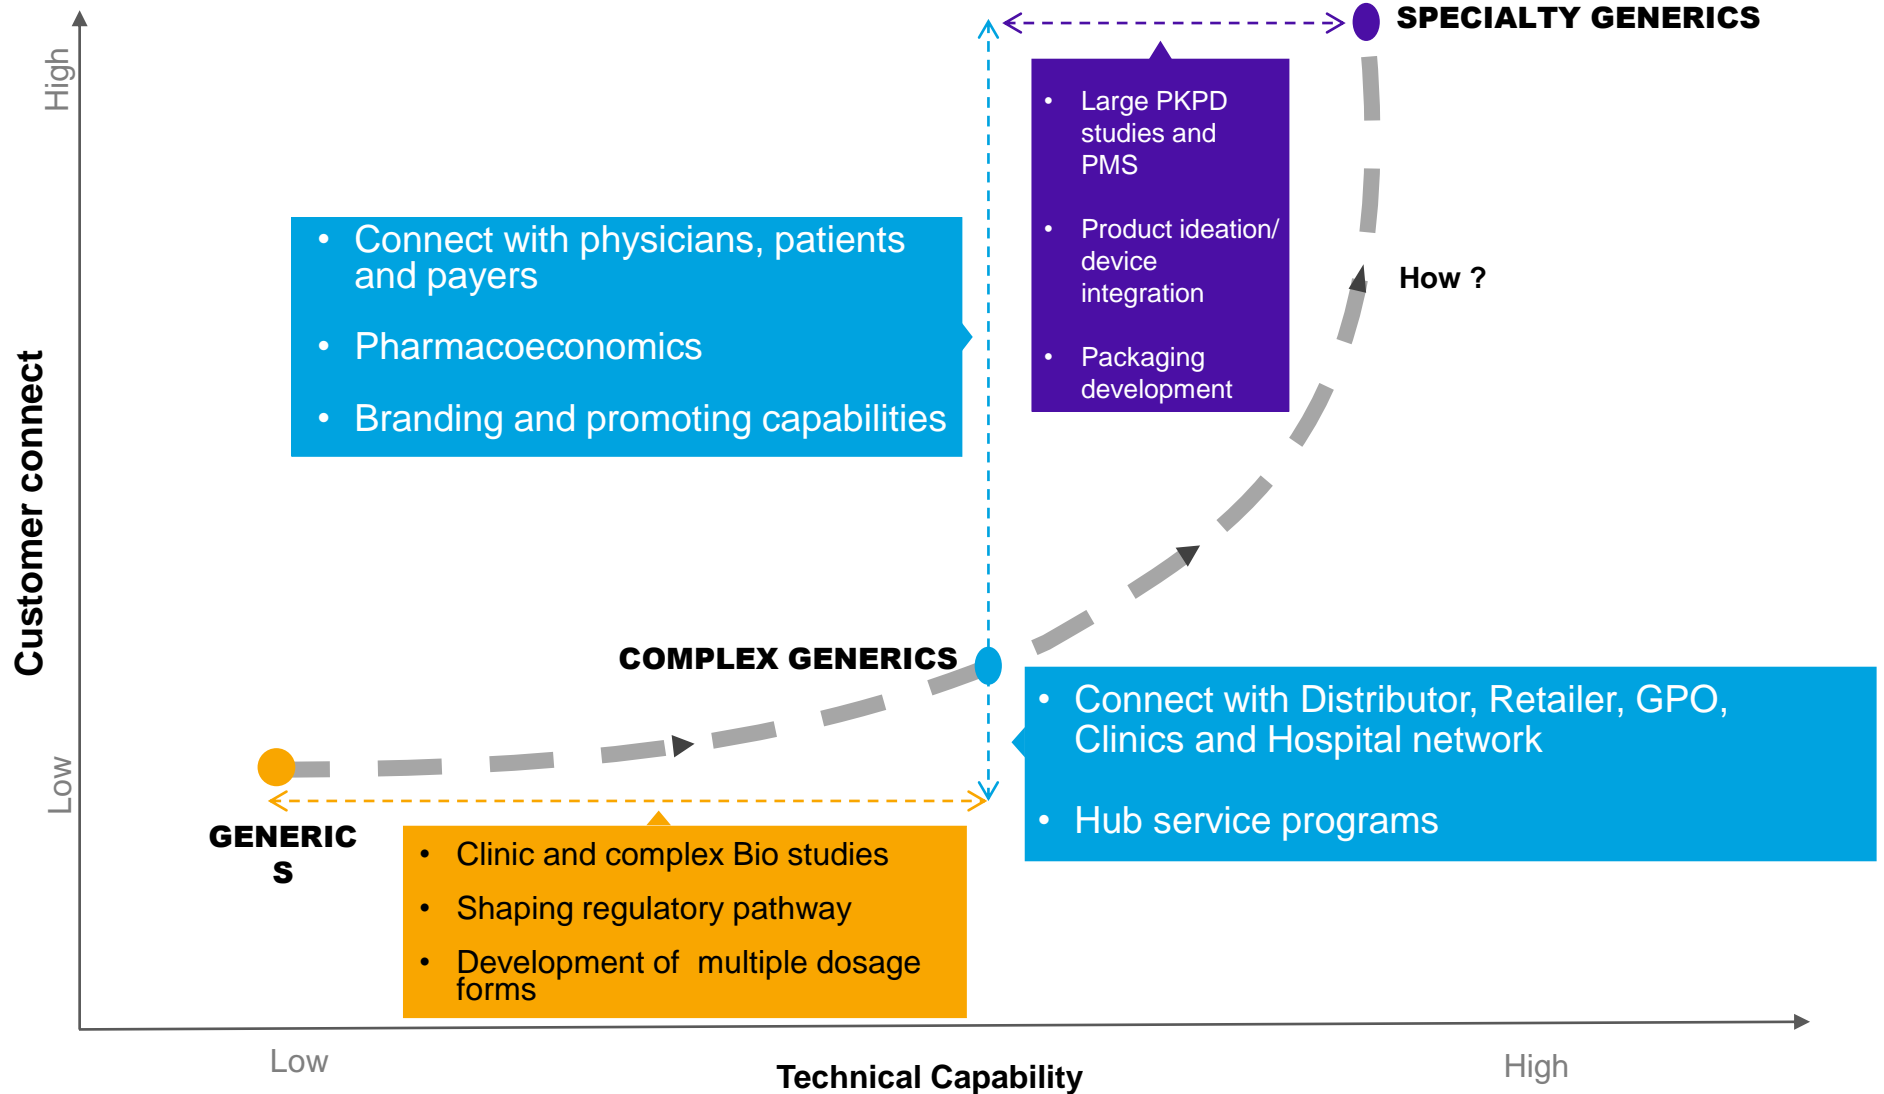 SPECIALTY GENERICS
High
• Large PKPD
studies and
PMS
• Product ideation/
device
integration
• Packaging
development
• Connect with physicians, patients
and payers
• Pharmacoeconomics
• Branding and promoting capabilities
How ?
Customer connect
COMPLEX GENERICS
• Connect with Distributor, Retailer, GPO,
Clinics and Hospital network
• Hub service programs
Low
GENERIC
S
• Clinic and complex Bio studies
• Shaping regulatory pathway
• Development of multiple dosage
forms
Low
Technical Capability
High